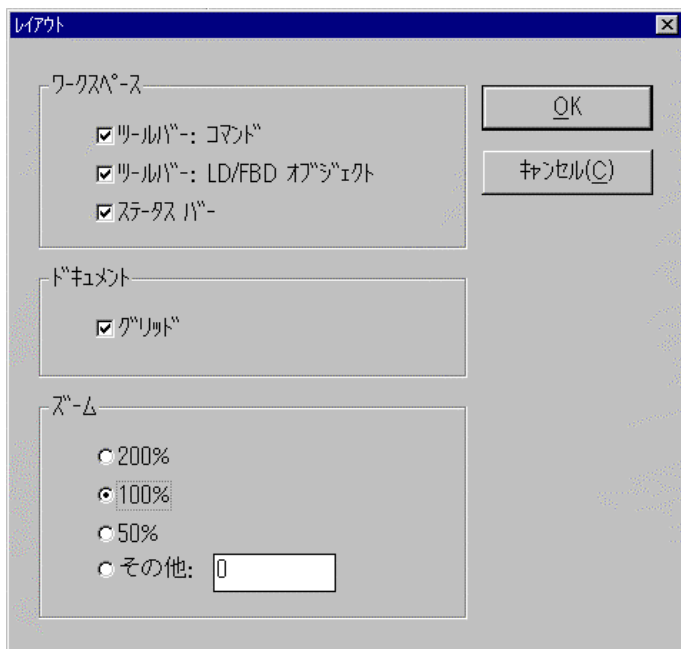 ﾚｲｱｳﾄ
ﾜｰｸｽﾍﾟｰｽ
ﾂｰﾙﾊﾞｰ: ｺﾏﾝﾄﾞ
ﾂｰﾙﾊﾞｰ: LD/FBD ｵﾌﾞｼﾞｪｸﾄ
ｽﾃｰﾀｽ ﾊﾞｰ
OK
ｷｬﾝｾﾙ(C)
ﾄﾞｷｭﾒﾝﾄ
ｸﾞﾘｯﾄﾞ
ｽﾞｰﾑ
200%
100%
50%
その他: 0